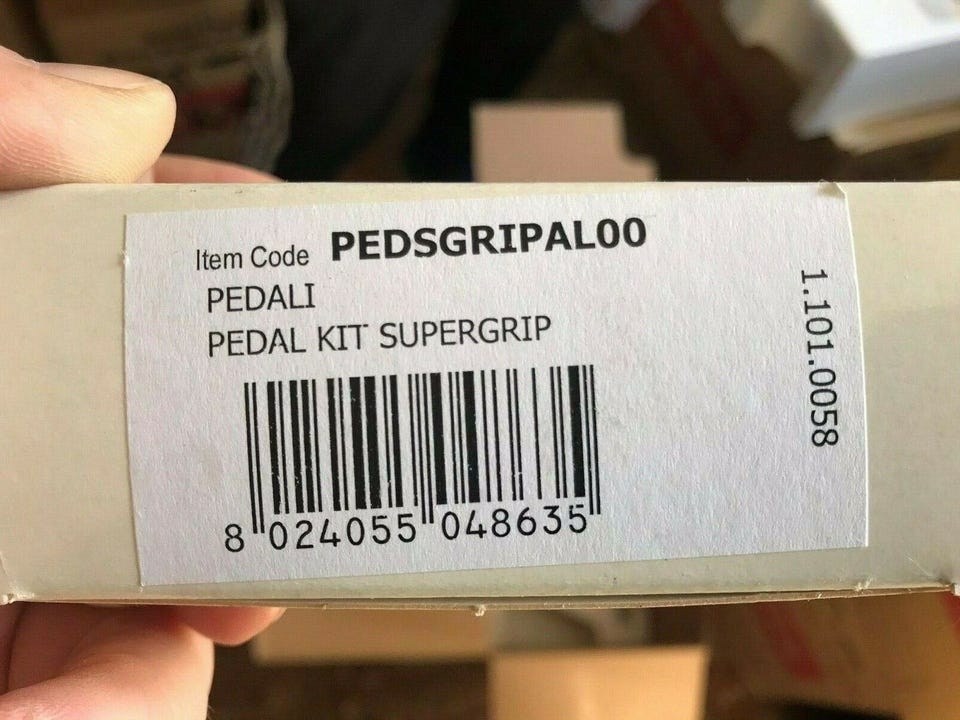 Item Code PEDSGRIPAL00
PEDALI
PEDAL KIT SUPERGRIP
8 024055 048635
1.101.0058